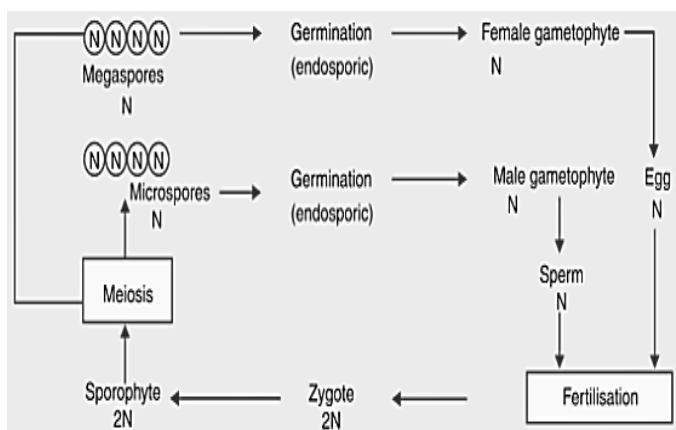 N N N N
Germination
Female gametophyte
(endosporic)
N
Megaspores
N
N N N N
Microspores
N
Germination
(endosporic)
Male gametophyte
N
Egg
N
Meiosis
Sperm
N
Sporophyte
2N
Zygote
2N
Fertilisation